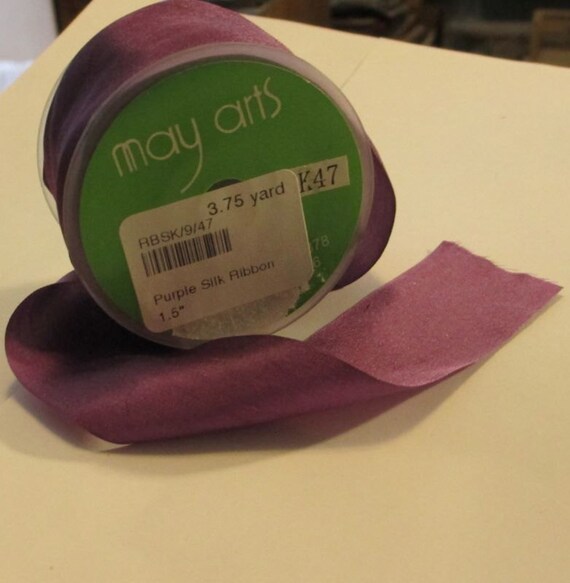 may arts
K47
3.75 yard
RBSK/9/47
Purple Silk Ribbon
1.5"